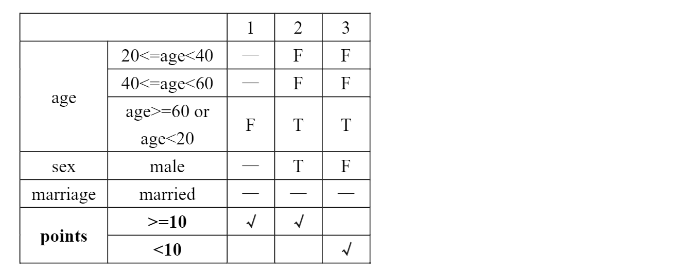 1 2 3
age 20<=age<40 — F F
40<=age<60 — F F
age>=60 or
age<20 F T T
sex male — T F
marriage married — — —
points >=10 √ √
<10 √